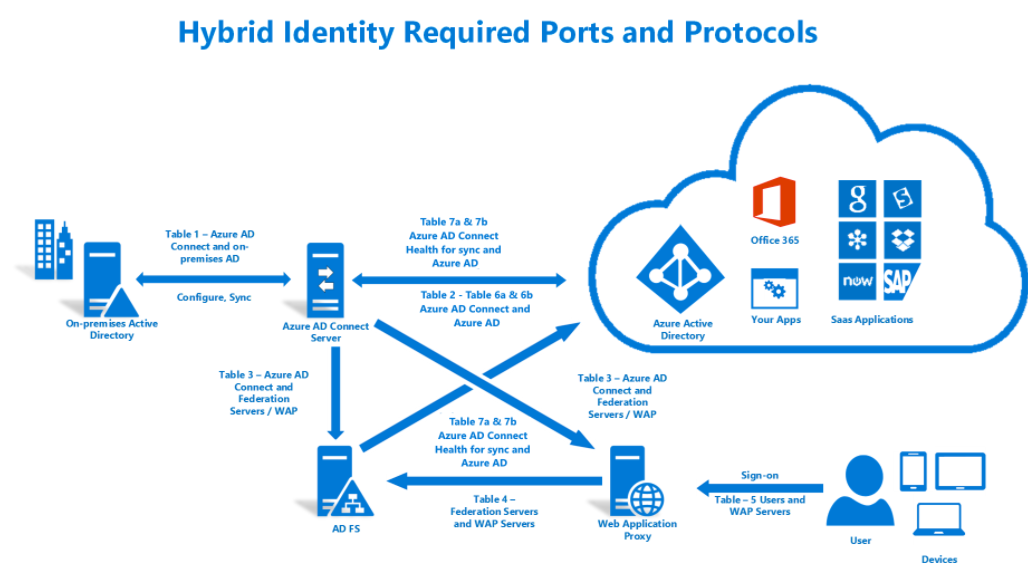 Hybrid Identity Required Ports and Protocols
Table 1 – Azure AD
Connect and on-
premises AD
Configure, Sync
On-premises Active
Directory
Table 7a & 7b
Azure AD Connect
Health for sync and
Azure AD
Table 2 - Table 6a & 6b
Azure AD Connect and
Azure AD
Azure AD Connect
Server
Office 365
Azure Active
Directory
Your Apps
g
S
now
SAP
Saas Applications
Table 3 – Azure AD
Connect and
Federation
Servers / WAP
Table 3 – Azure AD
Connect and
Federation
Servers / WAP
Table 7a & 7b
Azure AD Connect
Health for sync and
Azure AD
Table 4 –
Federation Servers
and WAP Servers
AD FS
Web Application
Proxy
Sign-on
Table – 5 Users and
WAP Servers
User
Devices